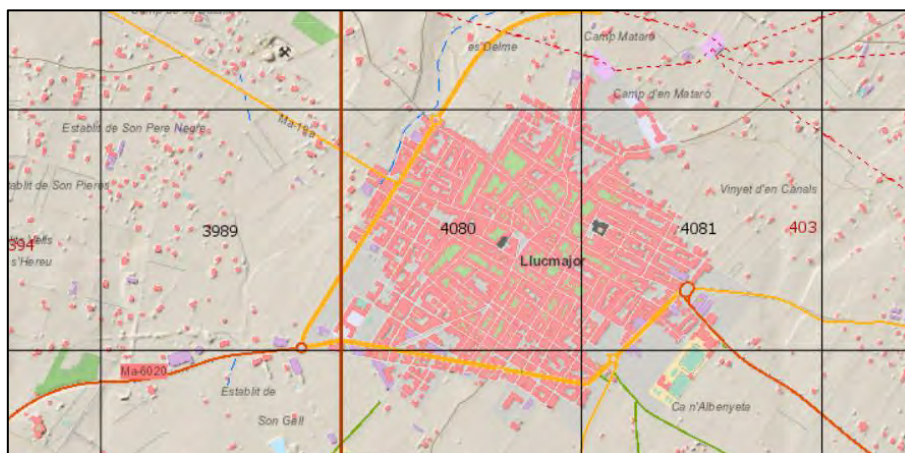 es Delme
Camp Mataró
Camp d'en Mataró
Establit de Son Pere Negre
Ma-19a
Establit de Son Pieres
Vinyet d'en Canals
3989
4080
4081
403
394
s'Hereu
Llucmajor
Ma-6020
Establit de
Son Gall
Ca n'Albenyeta